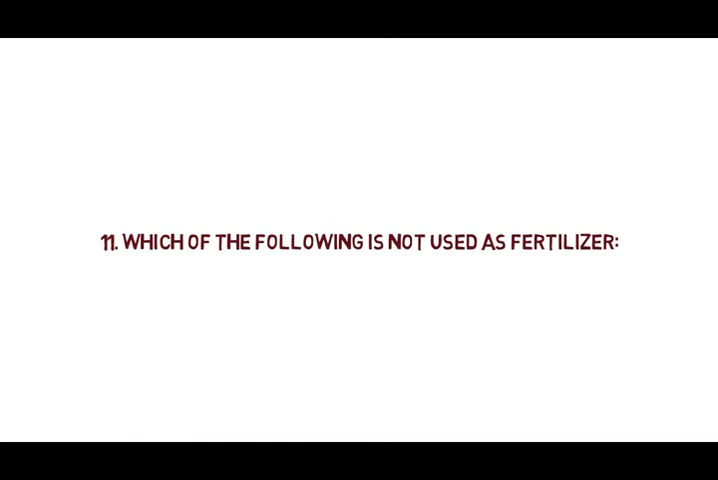 11. WHICH OF THE FOLLOWING IS NOT USED AS FERTILIZER: